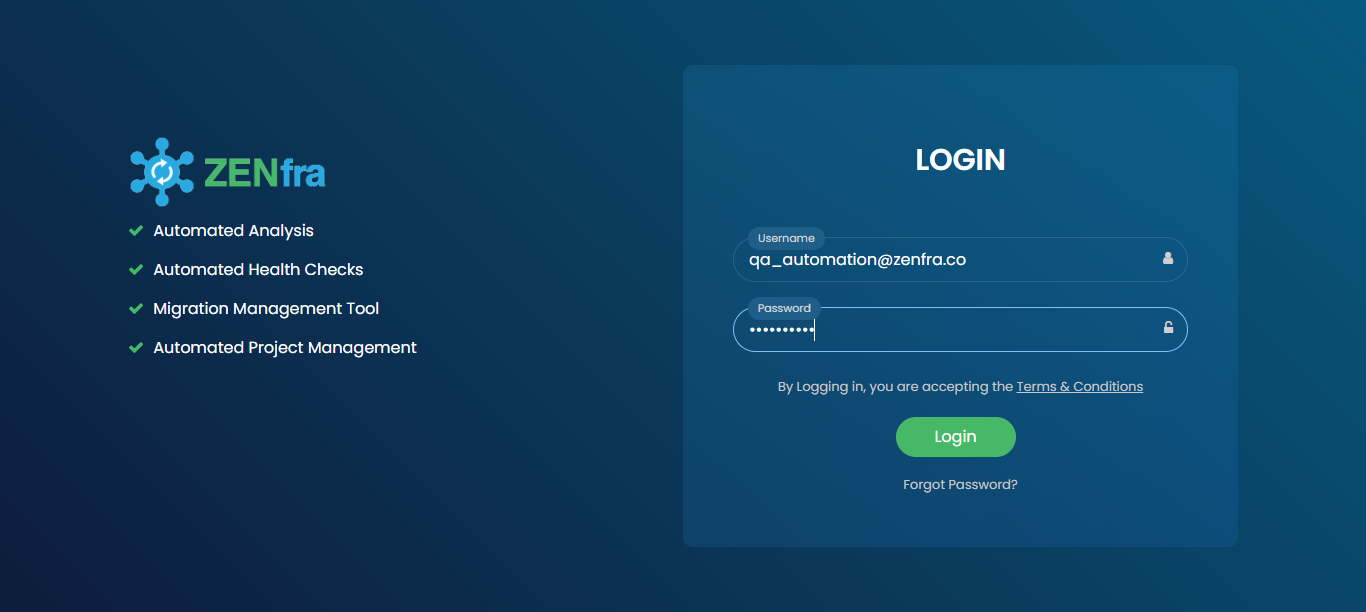 ZENfra
Automated Analysis
Automated Health Checks
Migration Management Tool
Automated Project Management
LOGIN
Username
qa_automation@zenfra.co
Password
••••••••••
By Logging in, you are accepting the Terms & Conditions
Login
Forgot Password?